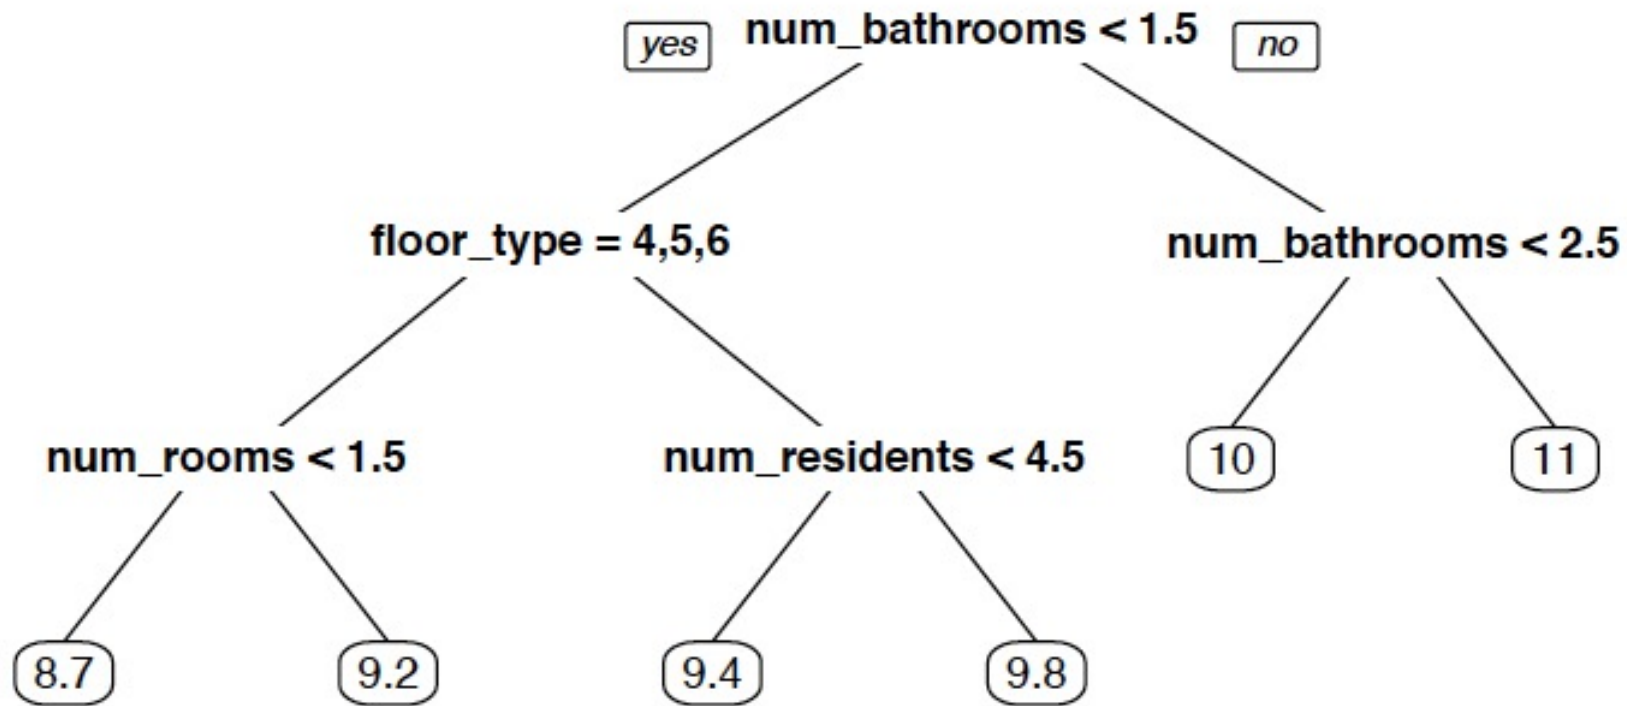 yes num_bathrooms < 1.5 no
floor_type = 4,5,6 num_bathrooms < 2.5
num_rooms < 1.5 num_residents < 4.5 10 11
8.7 9.2 9.4 9.8